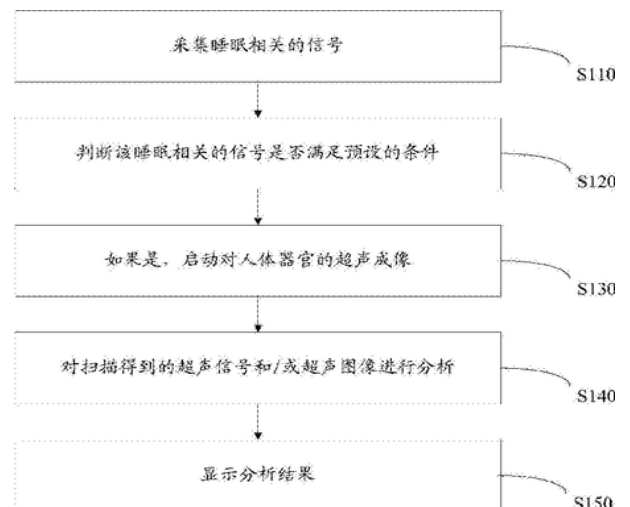 采集睡眠相关的信号
S110
判断该睡眠相关的信号是否满足预设的条件
S120
如果是，启动对人体器官的超声成像
S130
对扫描得到的超声信号和/或超声图像进行分析
S140
显示分析结果
S150